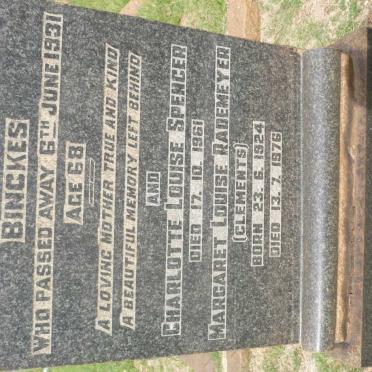 BINCKES
WHO PASSED AWAY 6TH JUNE 1931
AGE 68
A LOVING MOTHER TRUE AND KIND
A BEAUTIFUL MEMORY LEFT BEHIND
AND
CHARLOTTE LOUISE SPENCER
DIED 17. 10. 1961
MARGARET LOUISE RADEMEYER
(CLEMENTS)
BORN 23. 6. 1924
DIED 13. 7. 1976